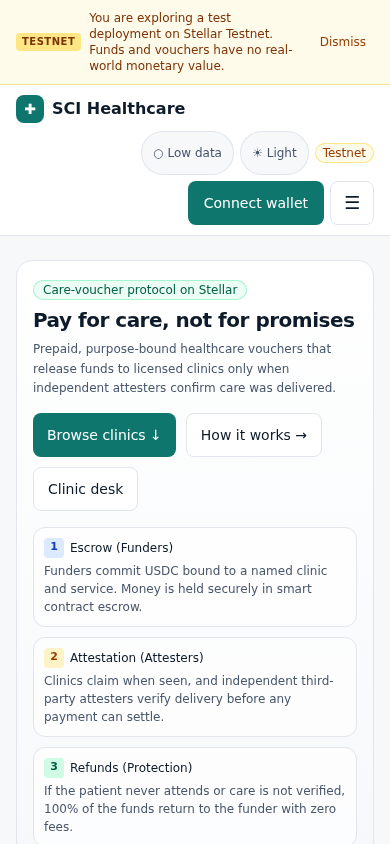 TESTNET
You are exploring a test
deployment on Stellar Testnet.
Funds and vouchers have no real-
world monetary value.
Dismiss
SCI Healthcare
Low data
Light
Testnet
Connect wallet
Care-voucher protocol on Stellar
Pay for care, not for promises
Prepaid, purpose-bound healthcare vouchers that
release funds to licensed clinics only when
independent attesters confirm care was delivered.
Browse clinics ↓
How it works →
Clinic desk
1 Escrow (Funders)
Funders commit USDC bound to a named clinic
and service. Money is held securely in smart
contract escrow.
2 Attestation (Attesters)
Clinics claim when seen, and independent third-
party attesters verify delivery before any
payment can settle.
3 Refunds (Protection)
If the patient never attends or care is not verified,
100% of the funds return to the funder with zero
fees.